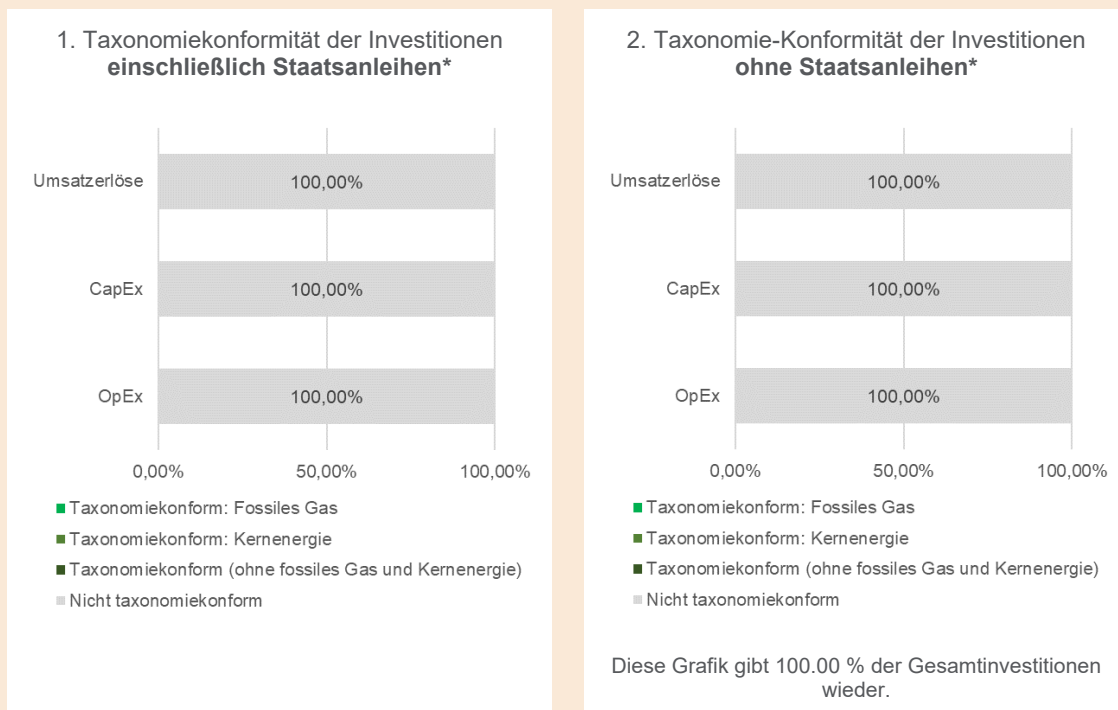 1. Taxonomiekonformität der Investitionen
einschließlich Staatsanleihen*
Umsatzerlöse
100,00%
CapEx
100,00%
OpEx
100,00%
0,00%
50,00%
100,00%
Taxonomiekonform: Fossiles Gas
Taxonomiekonform: Kernenergie
Taxonomiekonform (ohne fossiles Gas und Kernenergie)
Nicht taxonomiekonform
2. Taxonomie-Konformität der Investitionen
ohne Staatsanleihen*
Umsatzerlöse
100,00%
CapEx
100,00%
OpEx
100,00%
0,00%
50,00%
100,00%
Taxonomiekonform: Fossiles Gas
Taxonomiekonform: Kernenergie
Taxonomiekonform (ohne fossiles Gas und Kernenergie)
Nicht taxonomiekonform
Diese Grafik gibt 100.00 % der Gesamtinvestitionen
wieder.